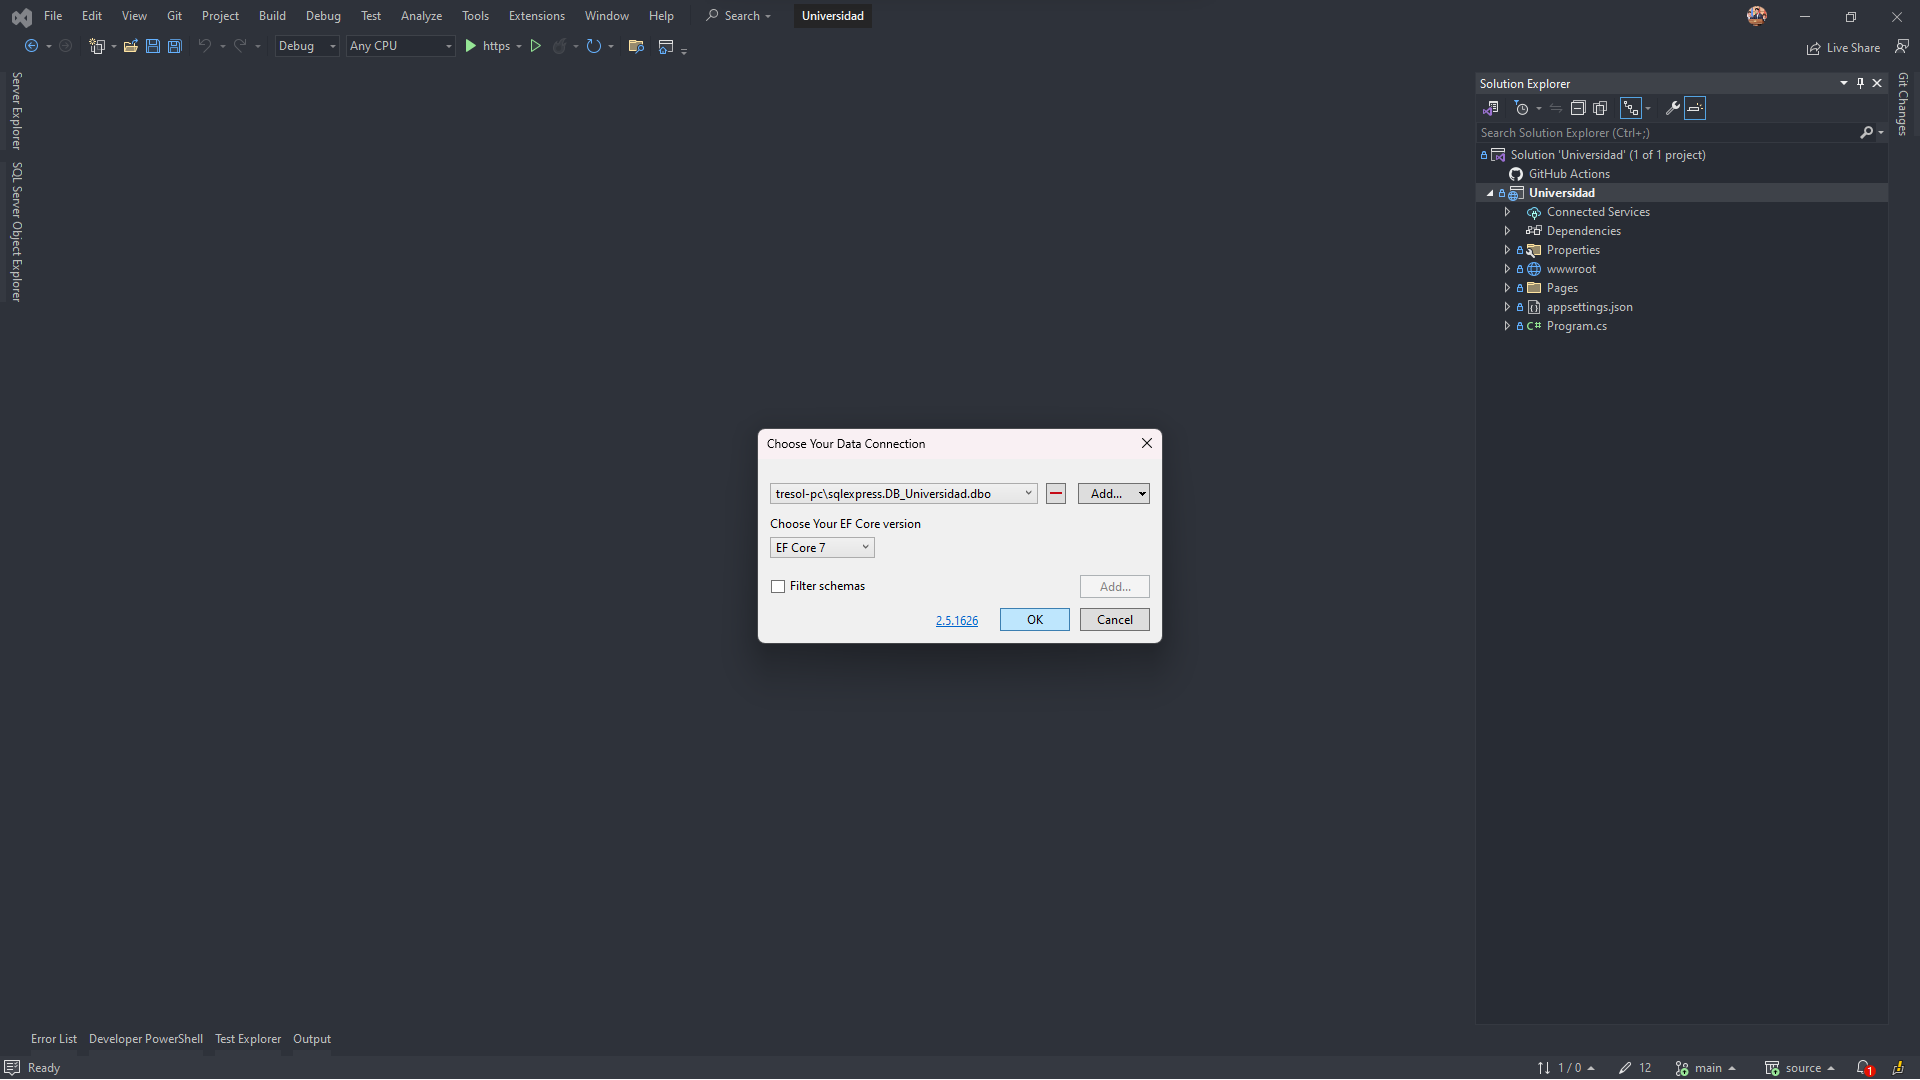 File Edit View Git Project Build Debug Test Analyze Tools Extensions Window Help Search Universidad
Debug Any CPU https
Live Share
Server Explorer
SQL Server Object Explorer
Solution Explorer
Search Solution Explorer (Ctrl+;)
Solution 'Universidad' (1 of 1 project)
GitHub Actions
Universidad
Connected Services
Dependencies
Properties
wwwroot
Pages
appsettings.json
C# Program.cs
Git Changes
Choose Your Data Connection
tresol-pc\sqlexpress.DB_Universidad.dbo Add...
Choose Your EF Core version
EF Core 7
Filter schemas Add...
2.5.1626 OK Cancel
Error List Developer PowerShell Test Explorer Output
Ready 1 / 0 12 main source 1